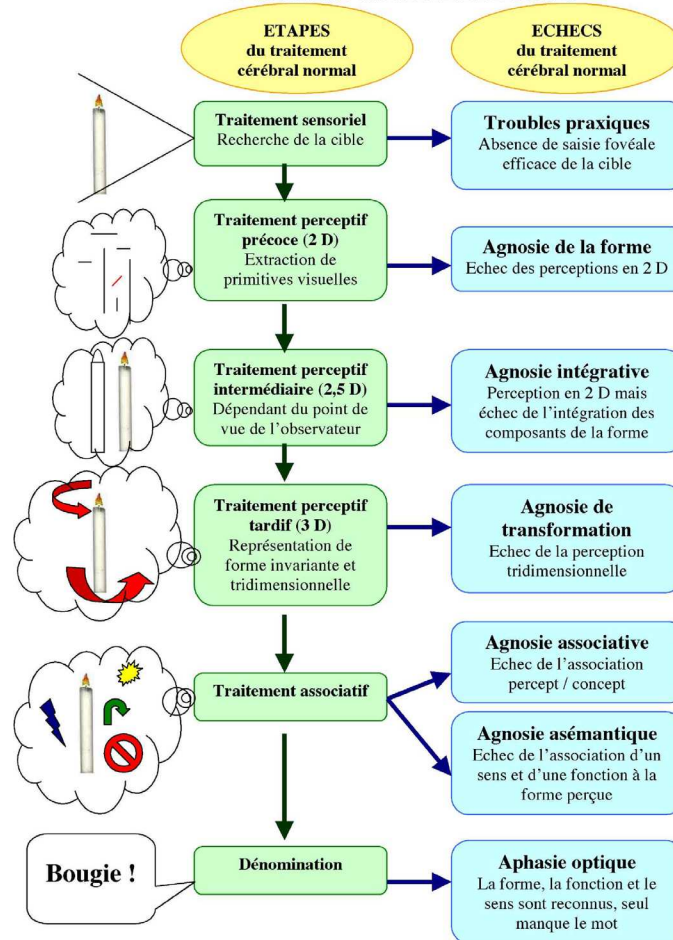 ETAPES
du traitement
cérébral normal
ECHECS
du traitement
cérébral normal
Traitement sensoriel
Recherche de la cible
Troubles praxiques
Absence de saisie fovéale
efficace de la cible
Traitement perceptif
précoce (2 D)
Extraction de
primitives visuelles
Agnosie de la forme
Echec des perceptions en 2 D
Traitement perceptif
intermédiaire (2,5 D)
Dépendant du point de
vue de l'observateur
Agnosie intégrative
Perception en 2 D mais
échec de l'intégration des
composants de la forme
Traitement perceptif
tardif (3 D)
Représentation de
forme invariante et
tridimensionnelle
Agnosie de
transformation
Echec de la perception
tridimensionnelle
Traitement associatif
Agnosie associative
Echec de l'association
percept / concept
Agnosie asémantique
Echec de l'association d'un
sens et d'une fonction à la
forme perçue
Bougie !
Dénomination
Aphasie optique
La forme, la fonction et le
sens sont reconnus, seul
manque le mot